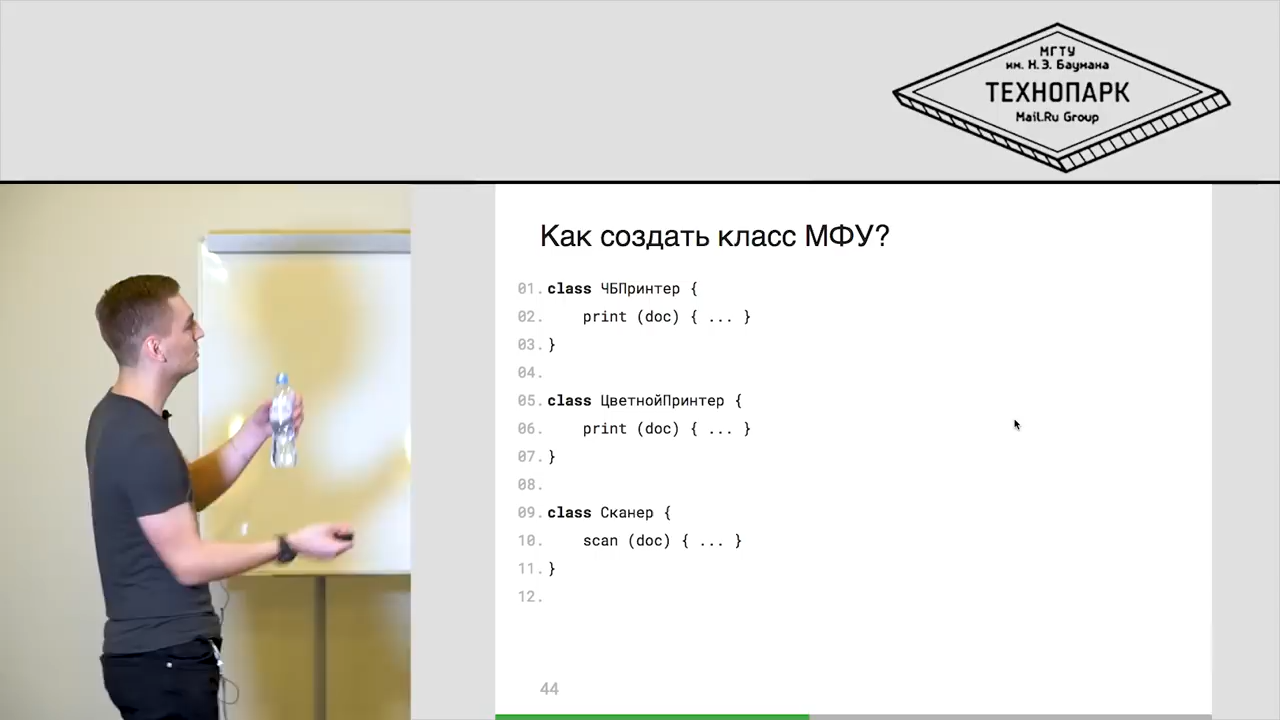 МГТУ
им. Н.Э. Баумана
ТЕХНОПАРК
Mail.Ru Group
Как создать класс МФУ?
01. class ЧБПринтер {
02. print (doc) { ... }
03. }
04.
05. class ЦветнойПринтер {
06. print (doc) { ... }
07. }
08.
09. class Сканер {
10. scan (doc) { ... }
11. }
12.
44